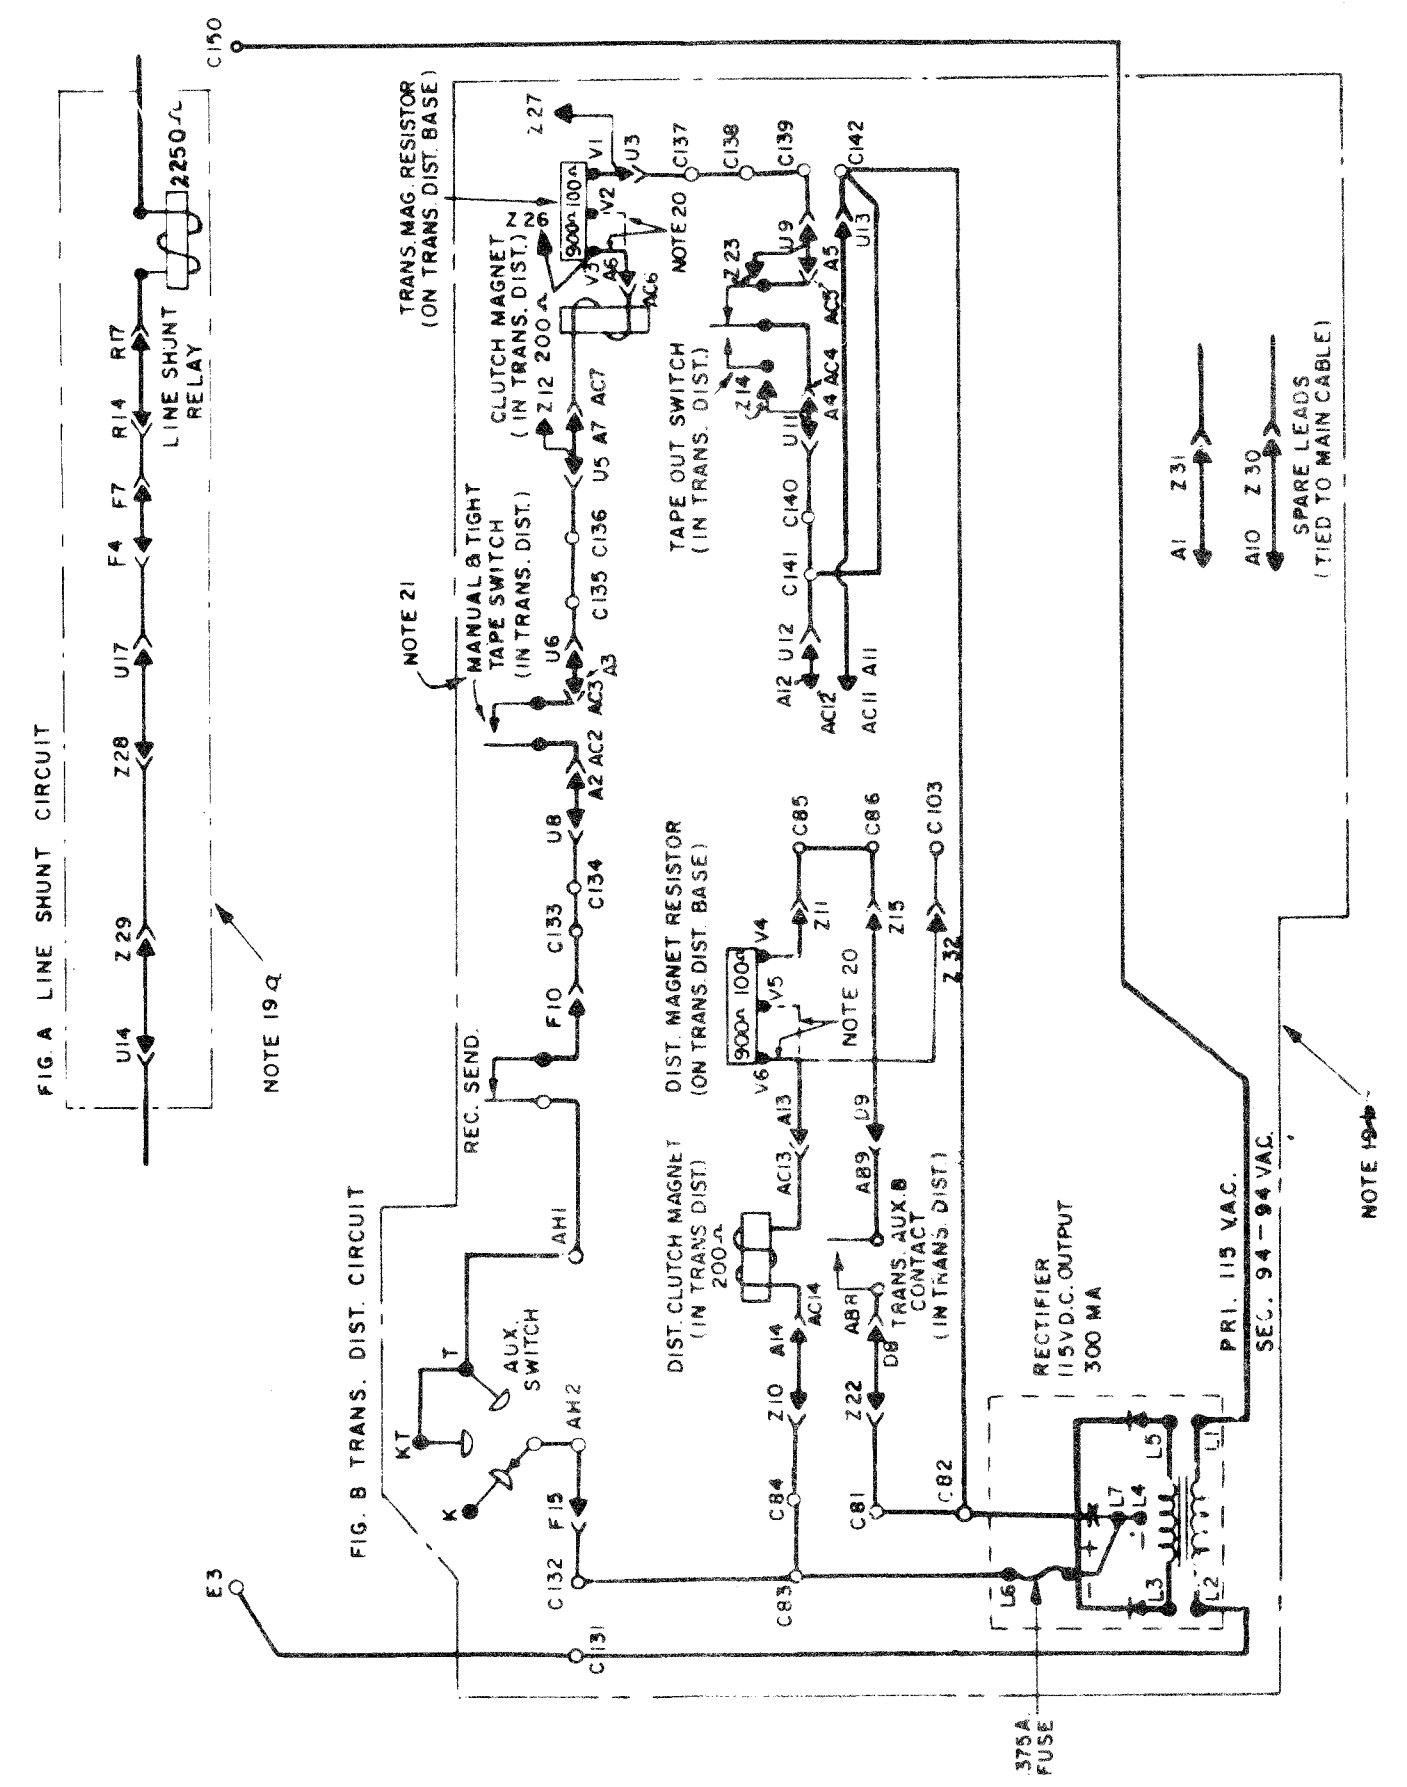 FIG. A LINE SHUNT CIRCUIT
U14
Z29
Z28
U17
F4
F7
R14
R17
LINE SHUNT
RELAY
2250Ω
NOTE 19a
C150
E3
FIG. B TRANS. DIST. CIRCUIT
KT
T
K
AUX.
SWITCH
AH1
AH2
F15
C132
C131
REC. SEND.
F10
C133
C134
U8
A2
AC2
NOTE 21
MANUAL & TIGHT
TAPE SWITCH
(IN TRANS. DIST.)
AC3
A3
U6
C135
C136
U5
A7
AC7
Z12
CLUTCH MAGNET
(IN TRANS. DIST.)
200Ω
Z26
TRANS. MAG. RESISTOR
(ON TRANS. DIST. BASE)
900Ω
100Ω
V3
V2
V1
A6
AC6
Z27
U3
NOTE 20
C137
C138
C139
C142
U9
U13
Z23
A5
AC5
TAPE OUT SWITCH
(IN TRANS. DIST.)
Z14
A4
AC4
U11
C140
C141
U12
A12
AC12
AC11
A11
DIST. MAGNET RESISTOR
(ON TRANS. DIST. BASE)
900Ω
100Ω
V6
V5
V4
Z11
C85
C86
Z15
C103
Z 32
NOTE 20
A13
AC13
DIST. CLUTCH MAGNET
(IN TRANS DIST.)
200Ω
A14
AC14
Z10
C84
C83
D9
A89
TRANS. AUX. B
CONTACT
(IN TRANS. DIST.)
A88
D8
Z22
C81
C82
A1
Z31
A10
Z30
SPARE LEADS
(TIED TO MAIN CABLE)
RECTIFIER
115V D.C. OUTPUT
300 MA
PRI. 115 V.A.C.
SEC. 94-94 VAC.
L6
L7
L4
L3
L5
L2
L1
+
-
.375A
FUSE
NOTE 19b